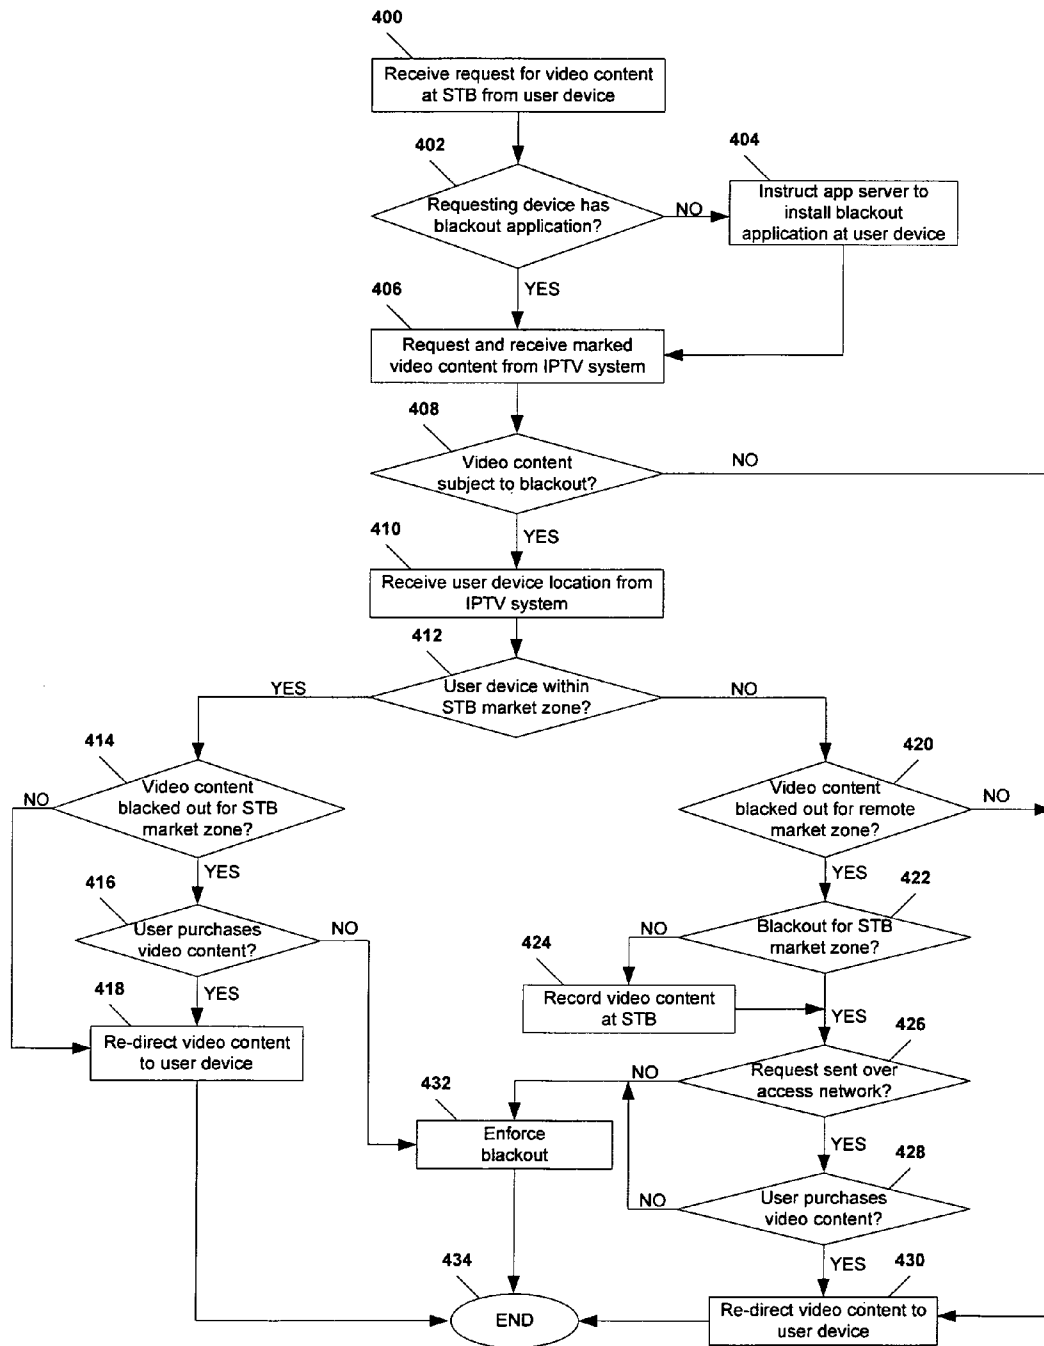 400
Receive request for video content
at STB from user device
402
Requesting device has
blackout application?
NO
404
Instruct app server to
install blackout
application at user device
YES
406
Request and receive marked
video content from IPTV system
408
Video content
subject to blackout?
NO
YES
410
Receive user device location from
IPTV system
412
User device within
STB market zone?
YES
NO
414
Video content
blacked out for STB
market zone?
NO
YES
420
Video content
blacked out for remote
market zone?
NO
YES
416
User purchases
video content?
NO
YES
422
Blackout for STB
market zone?
NO
YES
424
Record video content
at STB
418
Re-direct video content
to user device
426
Request sent over
access network?
NO
YES
432
Enforce
blackout
428
User purchases
video content?
NO
YES
430
Re-direct video content to
user device
434
END